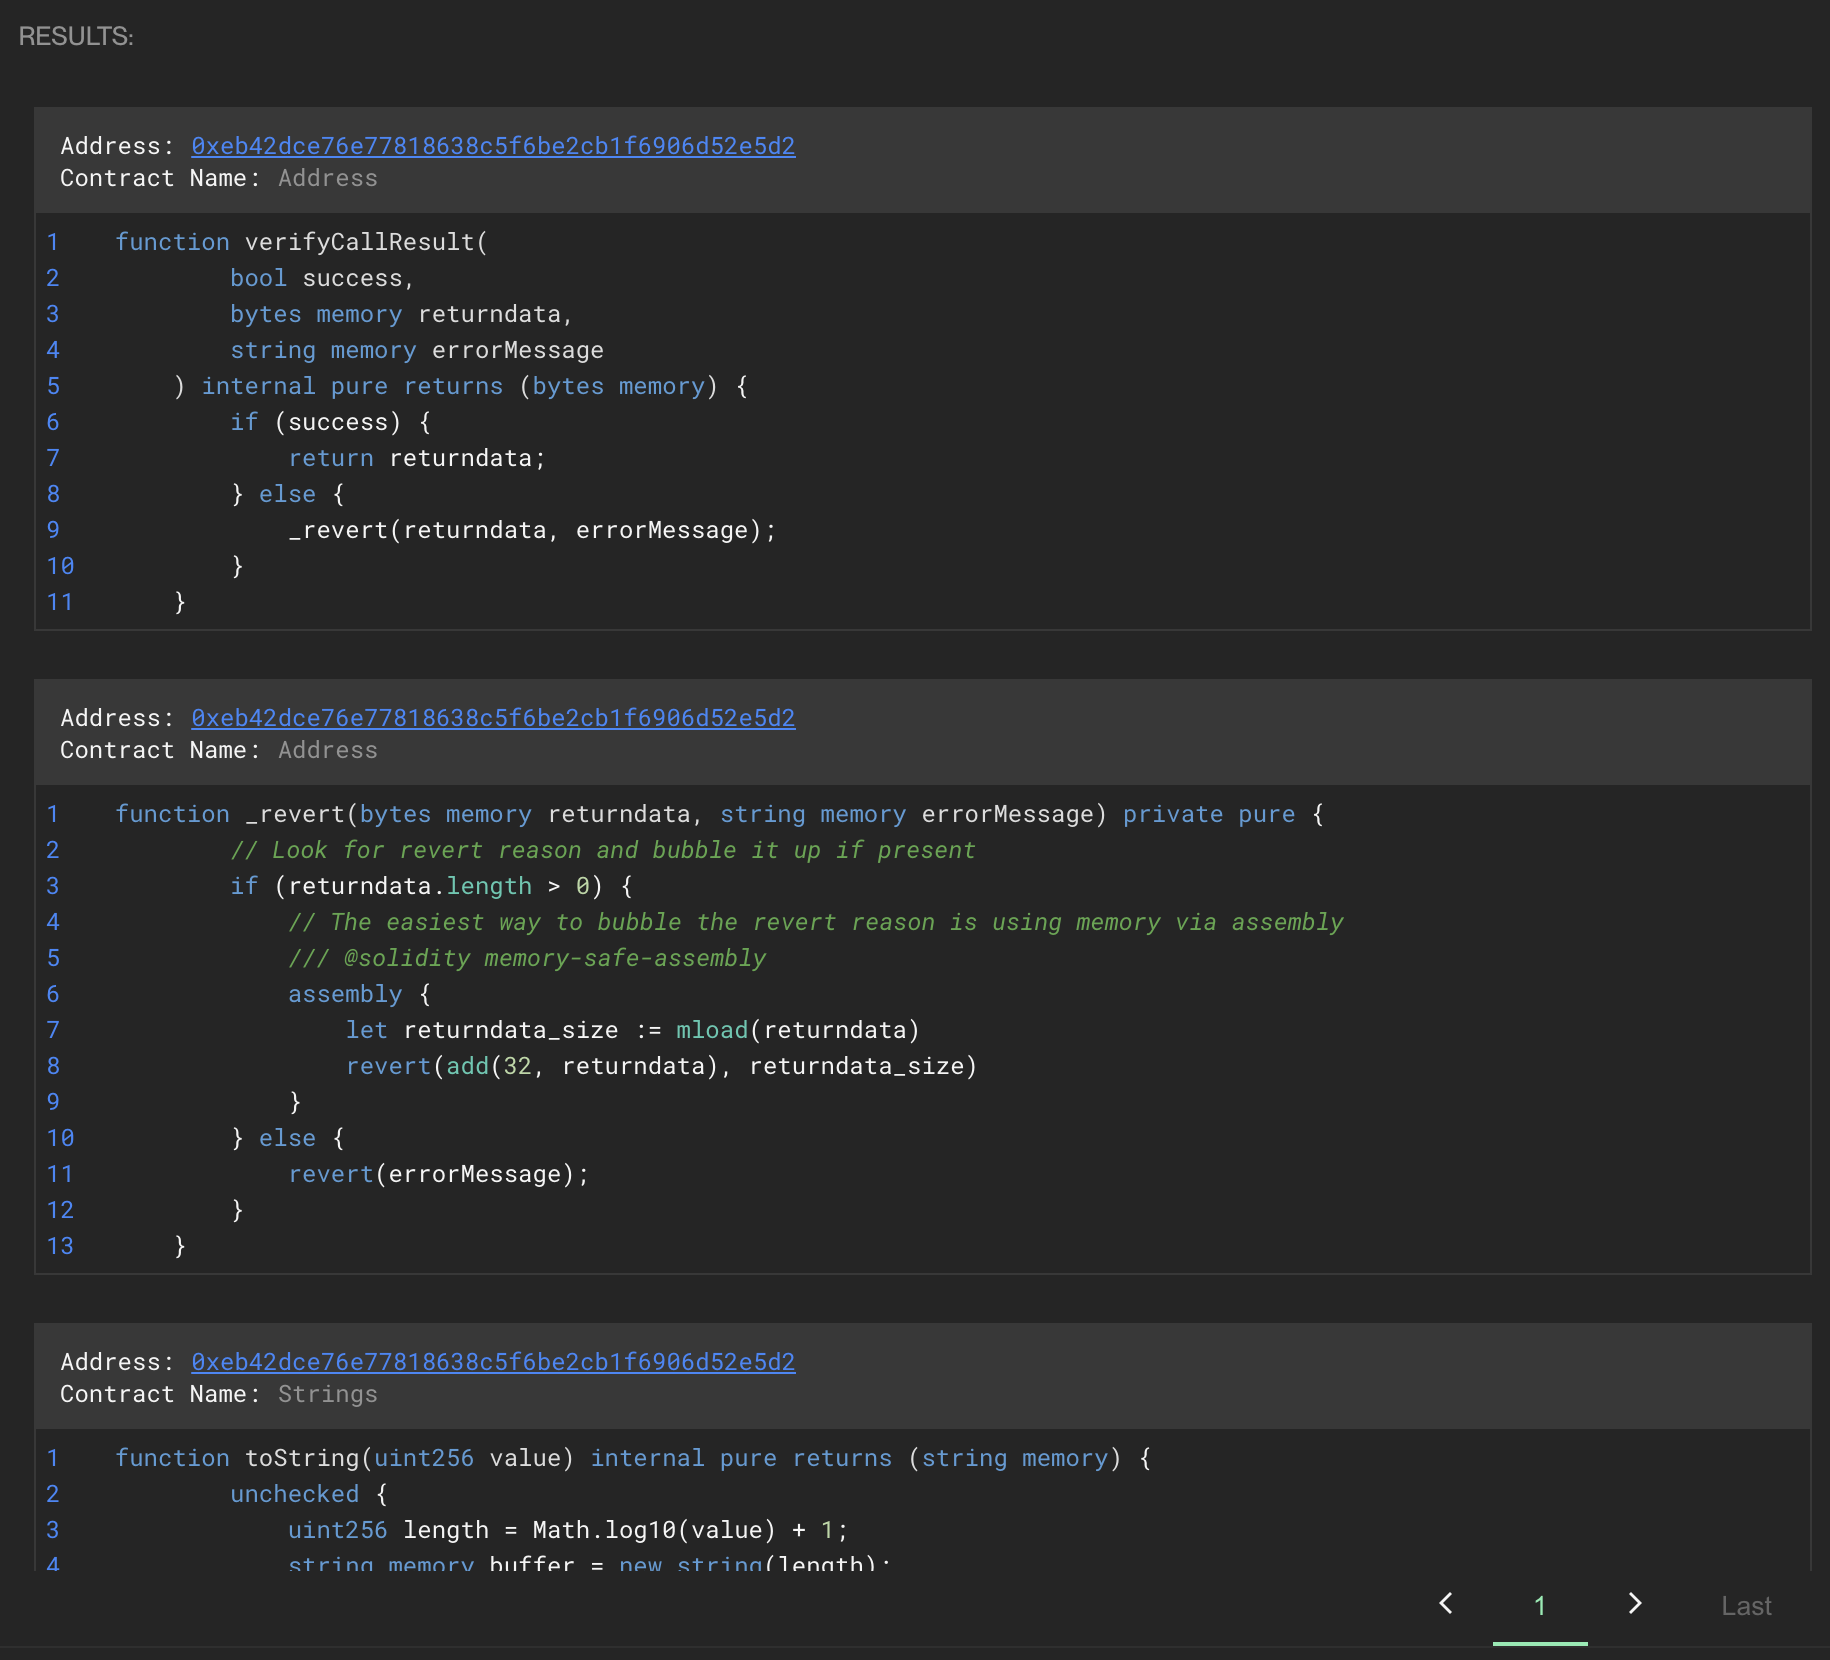 RESULTS:
Address: 0xeb42dce76e77818638c5f6be2cb1f6906d52e5d2
Contract Name: Address
1 function verifyCallResult(
2 bool success,
3 bytes memory returndata,
4 string memory errorMessage
5 ) internal pure returns (bytes memory) {
6 if (success) {
7 return returndata;
8 } else {
9 _revert(returndata, errorMessage);
10 }
11 }
Address: 0xeb42dce76e77818638c5f6be2cb1f6906d52e5d2
Contract Name: Address
1 function _revert(bytes memory returndata, string memory errorMessage) private pure {
2 // Look for revert reason and bubble it up if present
3 if (returndata.length > 0) {
4 // The easiest way to bubble the revert reason is using memory via assembly
5 /// @solidity memory-safe-assembly
6 assembly {
7 let returndata_size := mload(returndata)
8 revert(add(32, returndata), returndata_size)
9 }
10 } else {
11 revert(errorMessage);
12 }
13 }
Address: 0xeb42dce76e77818638c5f6be2cb1f6906d52e5d2
Contract Name: Strings
1 function toString(uint256 value) internal pure returns (string memory) {
2 unchecked {
3 uint256 length = Math.log10(value) + 1;
4 string memory buffer = new string(length);
1 Last